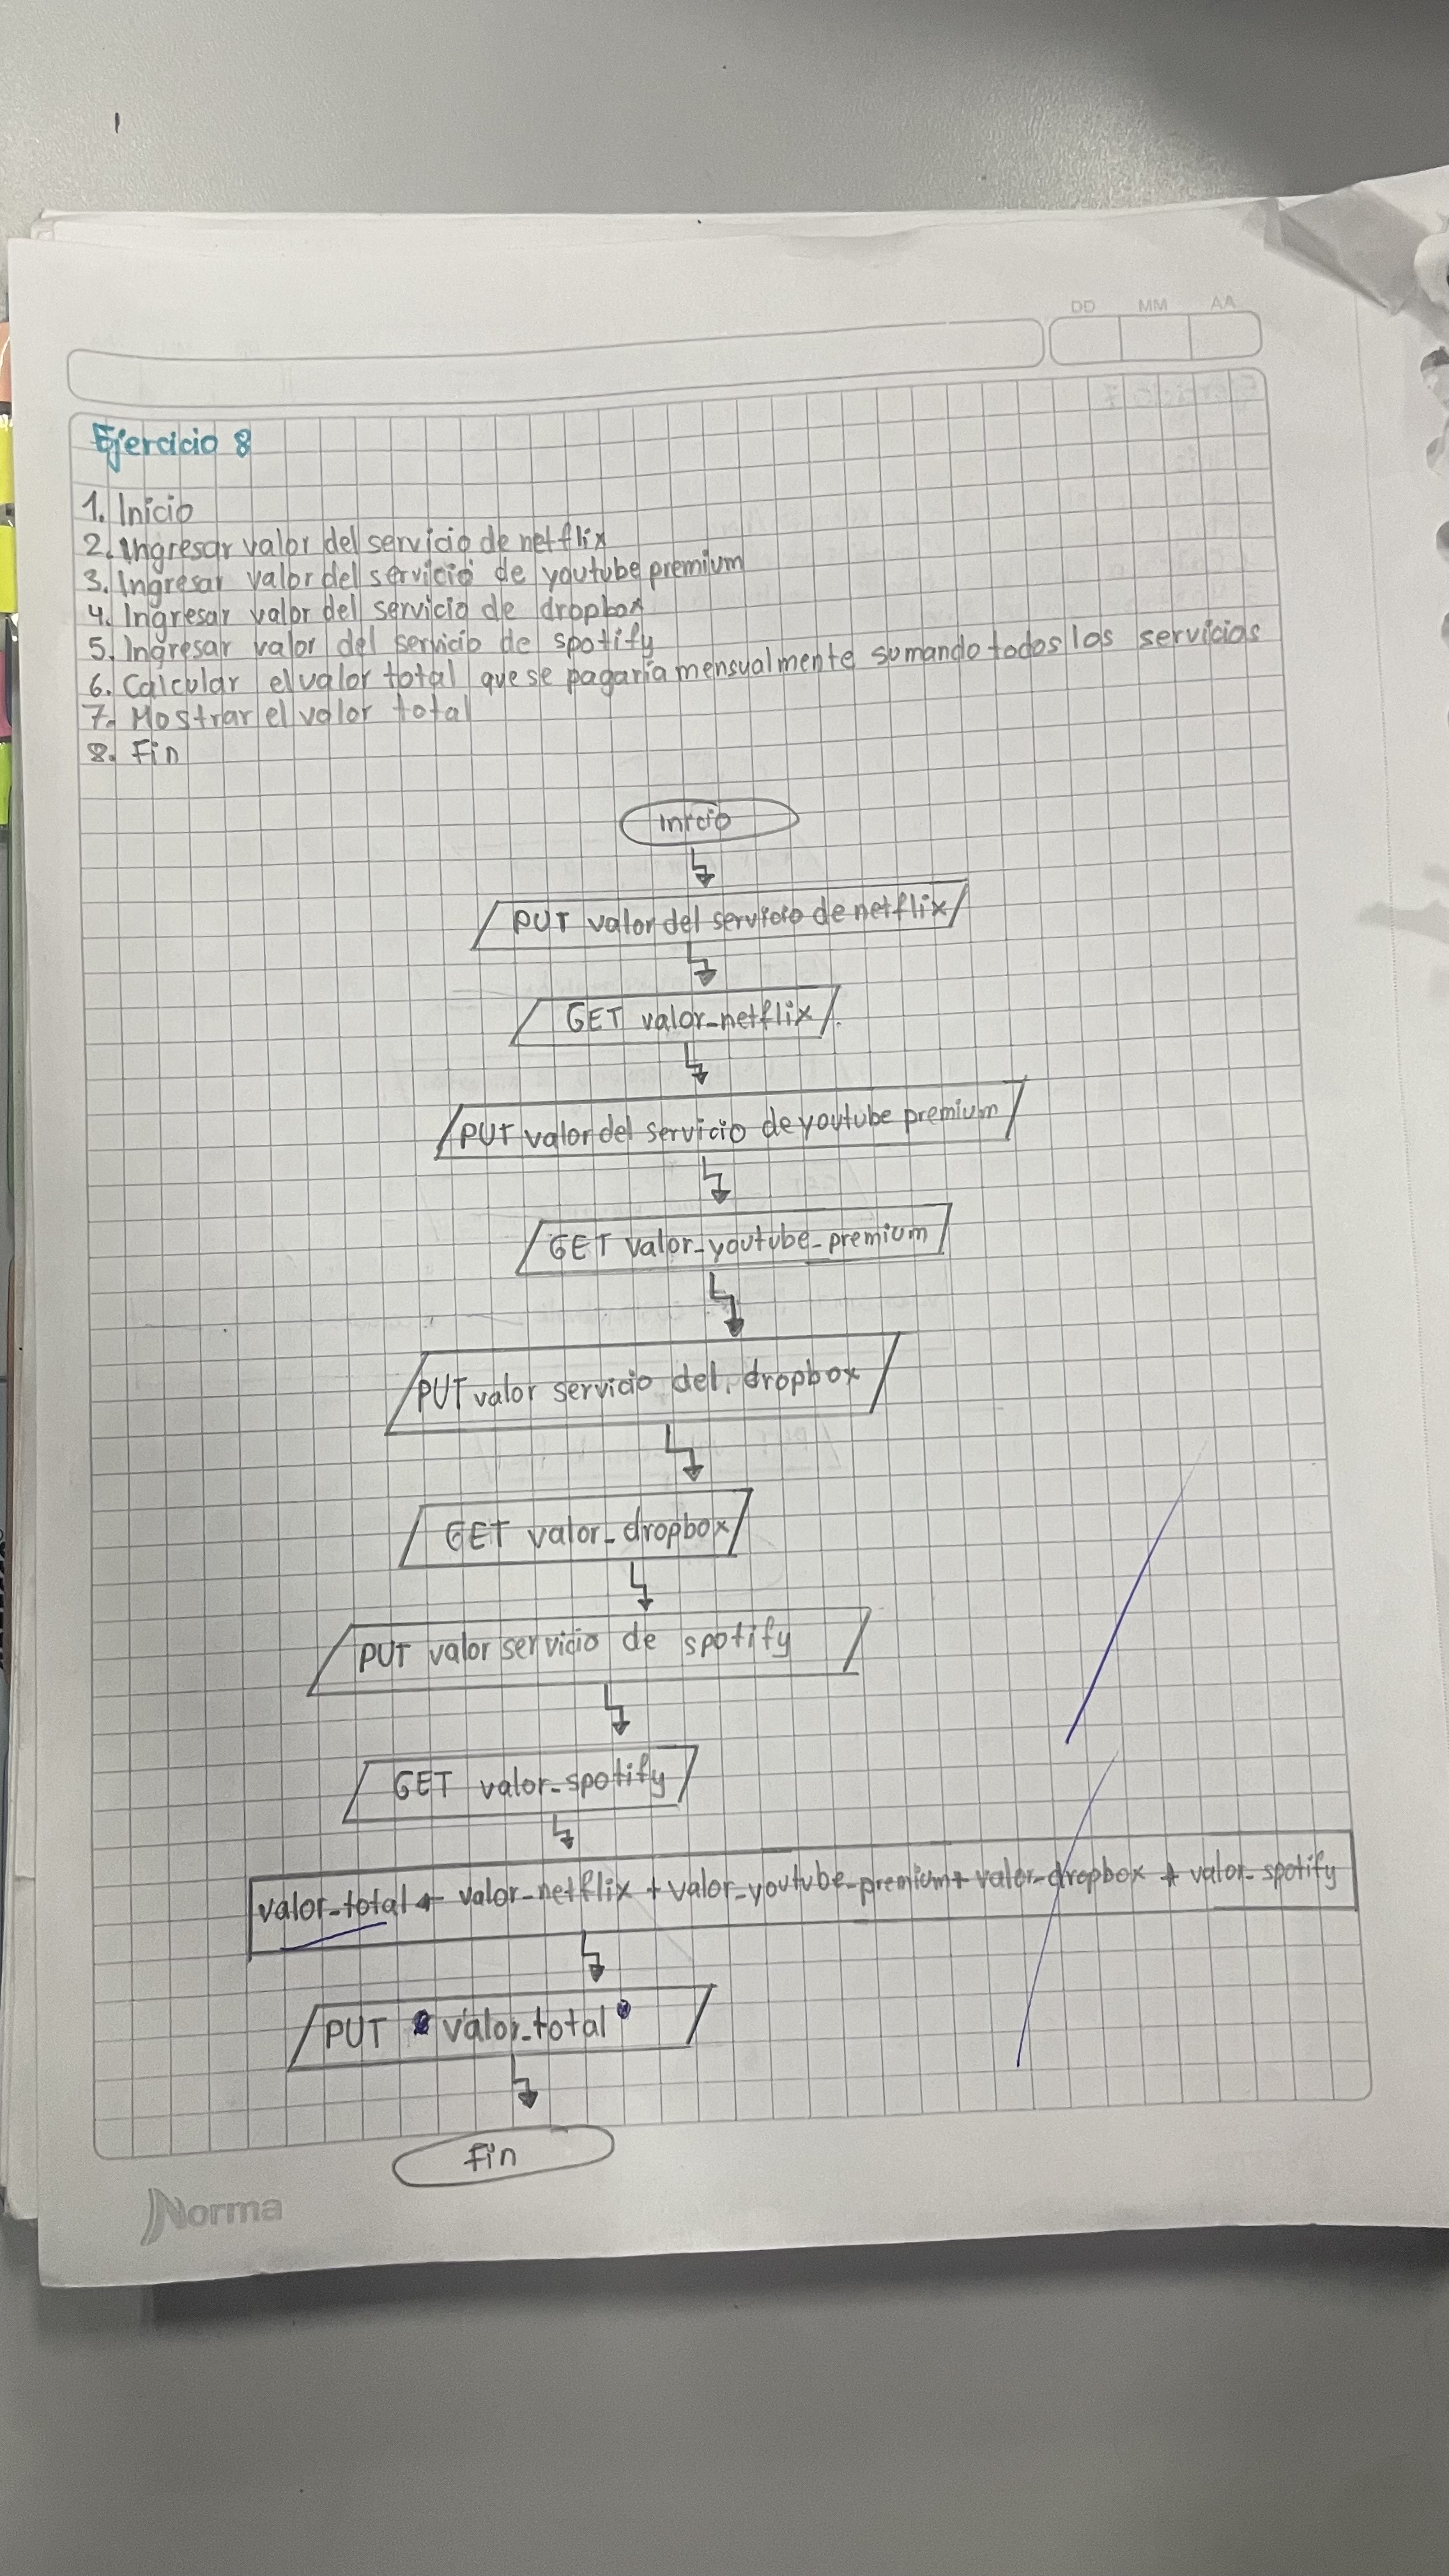 DD MM AA
Ejercicio 8
1. Inicio
2. Ingresar valor del servicio de netflix
3. Ingresar valor del servicio de youtube premium
4. Ingresar valor del servicio de dropbox
5. Ingresar valor del servicio de spotify
6. Calcular el valor total que se pagaría mensualmente sumando todos los servicios
7. Mostrar el valor total
8. Fin
inicio
PUT valor del servicio de netflix
GET valor_netflix
PUT valor del servicio de youtube premium
GET valor_youtube_premium
PUT valor servicio del dropbox
GET valor_dropbox
PUT valor servicio de spotify
GET valor_spotify
valor_total ← valor_netflix + valor_youtube_premium + valor_dropbox + valor_spotify
PUT valor_total
fin
Norma